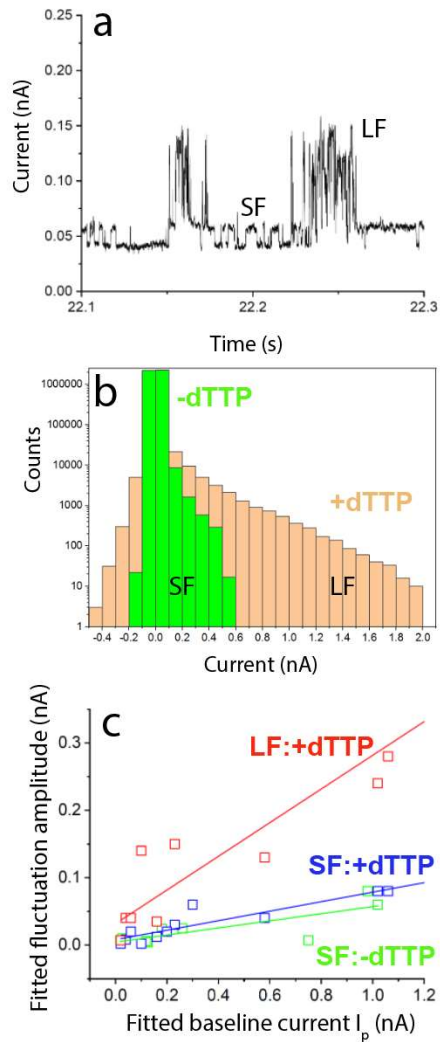 a
0.25
0.20
0.15
0.10
0.05
0.00
Current (nA)
LF
SF
22.1
22.2
22.3
Time (s)
b
-dTTP
+dTTP
1000000
100000
10000
1000
100
10
1
Counts
SF
LF
-0.4 -0.2 0.0 0.2 0.4 0.6 0.8 1.0 1.2 1.4 1.6 1.8 2.0
Current (nA)
c
LF:+dTTP
SF:+dTTP
SF:-dTTP
0.3
0.2
0.1
0.0
Fitted fluctuation amplitude (nA)
0.0 0.2 0.4 0.6 0.8 1.0 1.2
Fitted baseline current Ip (nA)